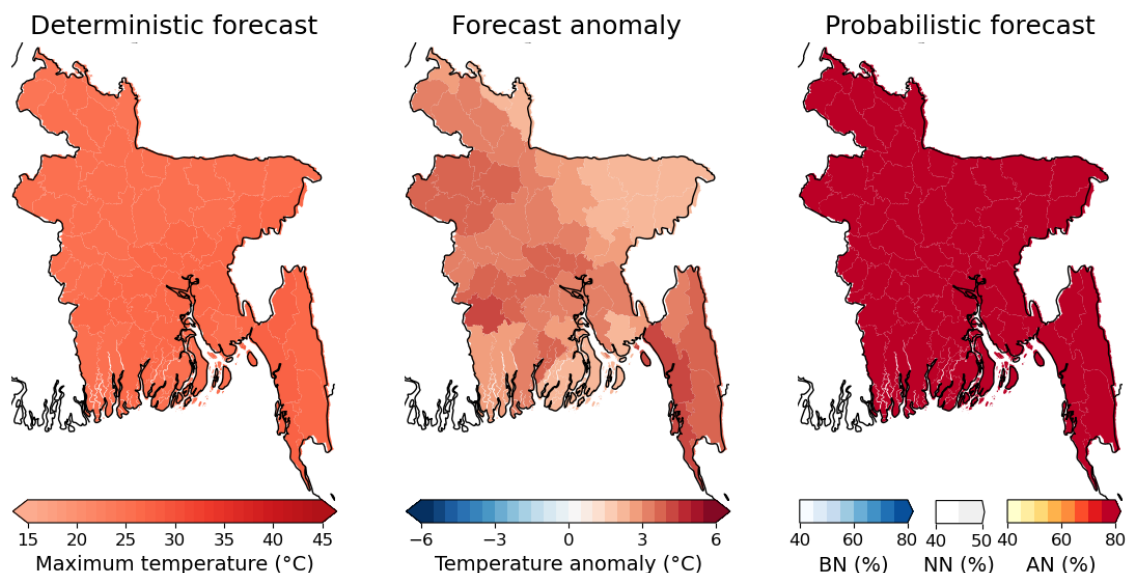 Deterministic forecast
Forecast anomaly
Probabilistic forecast
15 20 25 30 35 40 45
Maximum temperature (°C)
−6 −3 0 3 6
Temperature anomaly (°C)
40 60 80
BN (%)
40 50
NN (%)
40 60 80
AN (%)